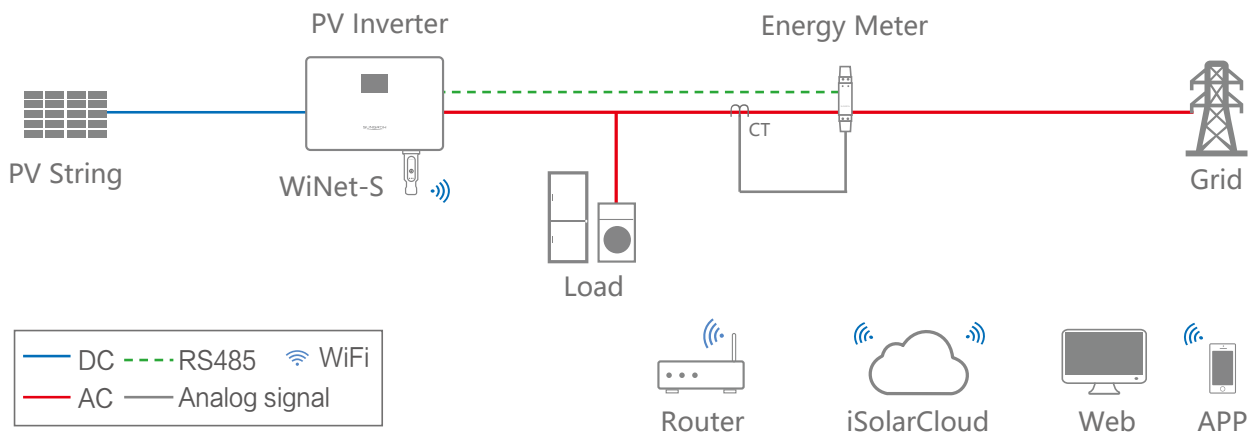 PV Inverter
Energy Meter
CT
PV String
WiNet-S
Grid
Load
DC RS485 WiFi
AC Analog signal
Router iSolarCloud Web APP